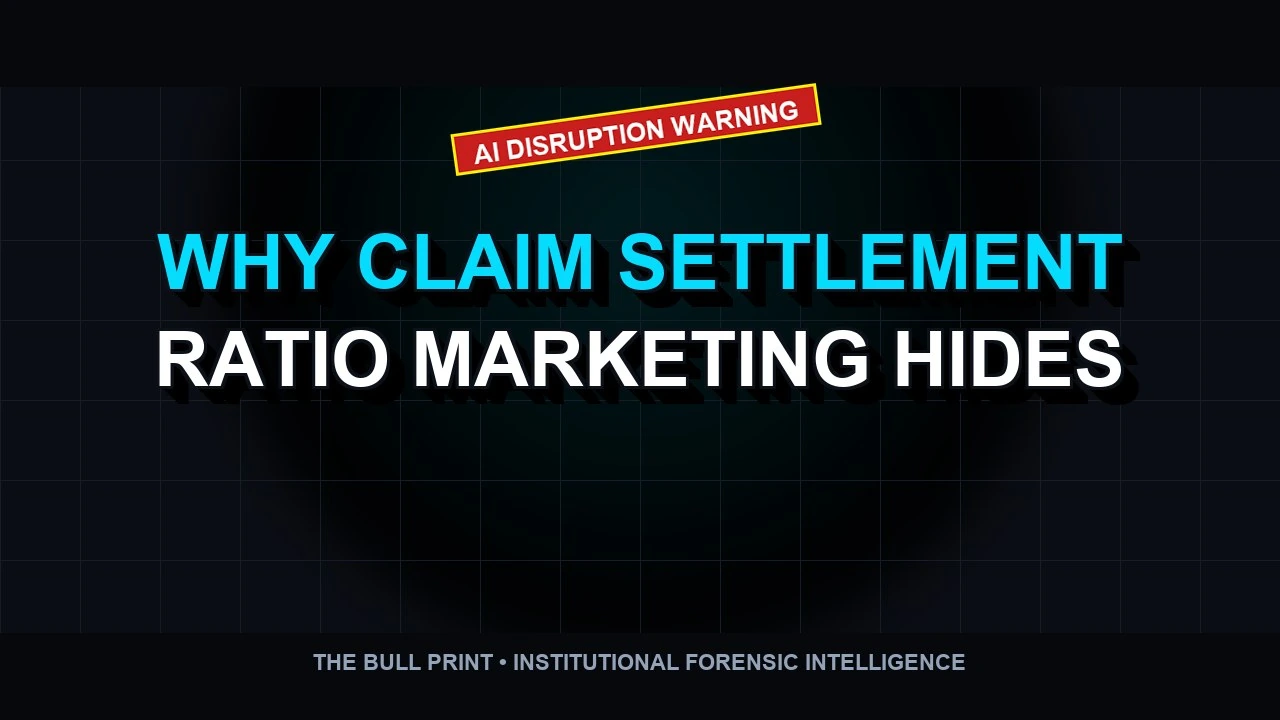 AI DISRUPTION WARNING
WHY CLAIM SETTLEMENT
RATIO MARKETING HIDES
THE BULL PRINT • INSTITUTIONAL FORENSIC INTELLIGENCE